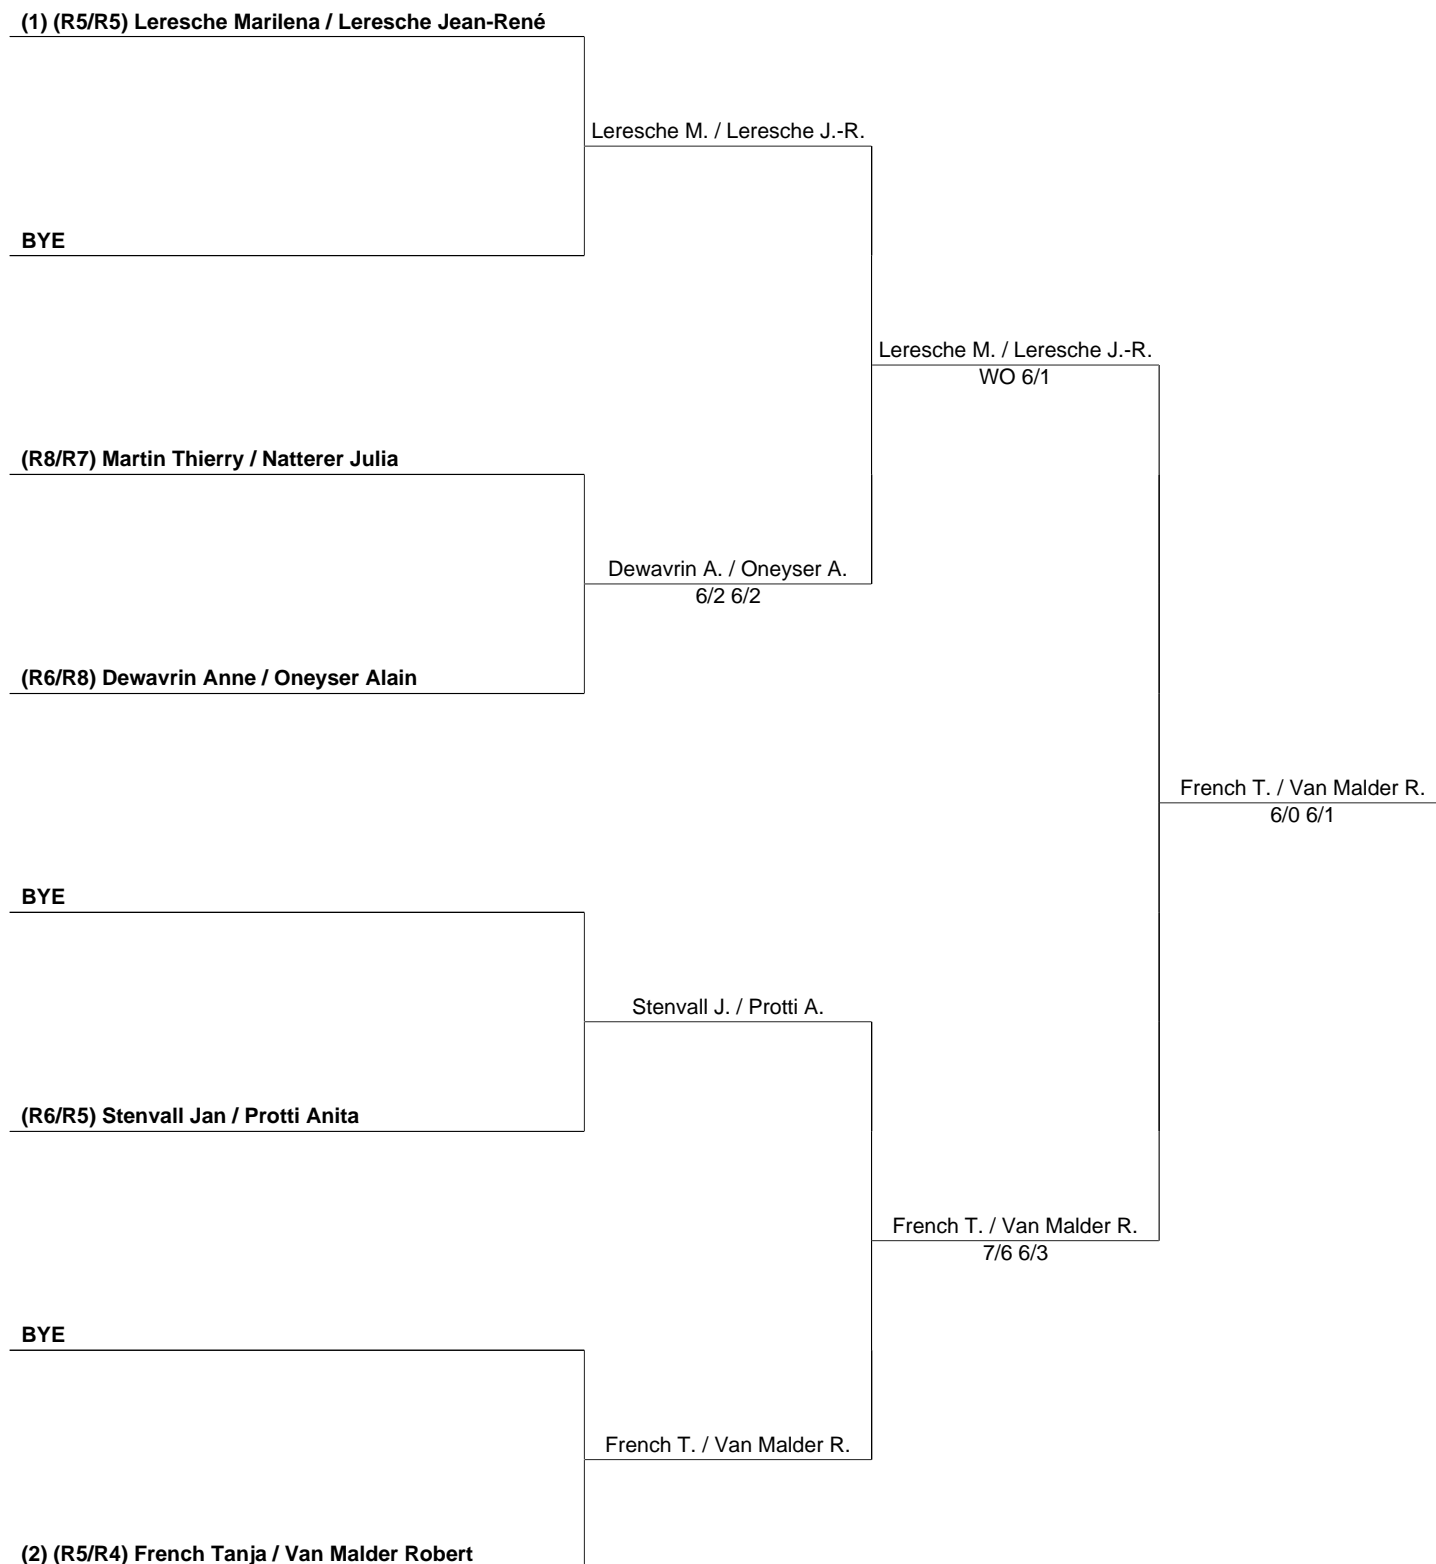 (1) (R5/R5) Leresche Marilena / Leresche Jean-René
Leresche M. / Leresche J.-R.
BYE
Leresche M. / Leresche J.-R.
WO 6/1
(R8/R7) Martin Thierry / Natterer Julia
Dewavrin A. / Oneyser A.
6/2 6/2
(R6/R8) Dewavrin Anne / Oneyser Alain
French T. / Van Malder R.
6/0 6/1
BYE
Stenvall J. / Protti A.
(R6/R5) Stenvall Jan / Protti Anita
French T. / Van Malder R.
7/6 6/3
BYE
French T. / Van Malder R.
(2) (R5/R4) French Tanja / Van Malder Robert